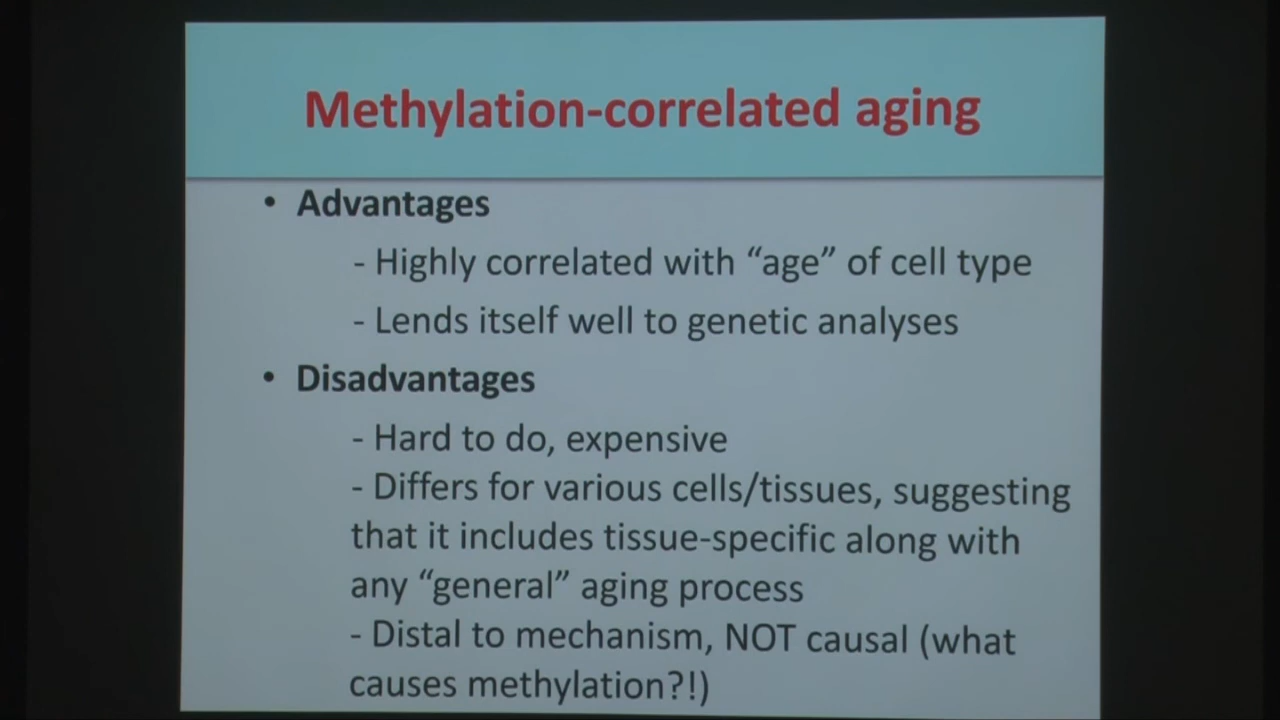 Methylation-correlated aging
• Advantages
- Highly correlated with “age” of cell type
- Lends itself well to genetic analyses
• Disadvantages
- Hard to do, expensive
- Differs for various cells/tissues, suggesting
that it includes tissue-specific along with
any “general” aging process
- Distal to mechanism, NOT causal (what
causes methylation?!)